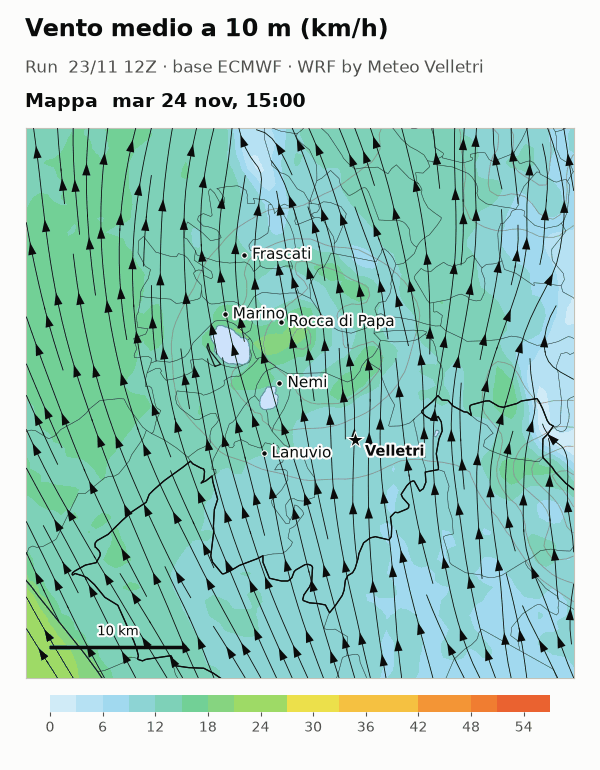 Vento medio a 10 m (km/h)
Run  23/11 12Z · base ECMWF · WRF by Meteo Velletri
Mappa  mar 24 nov, 15:00
Frascati
Marino
Rocca di Papa
Nemi
Velletri
Lanuvio
10 km
0 6 12 18 24 30 36 42 48 54